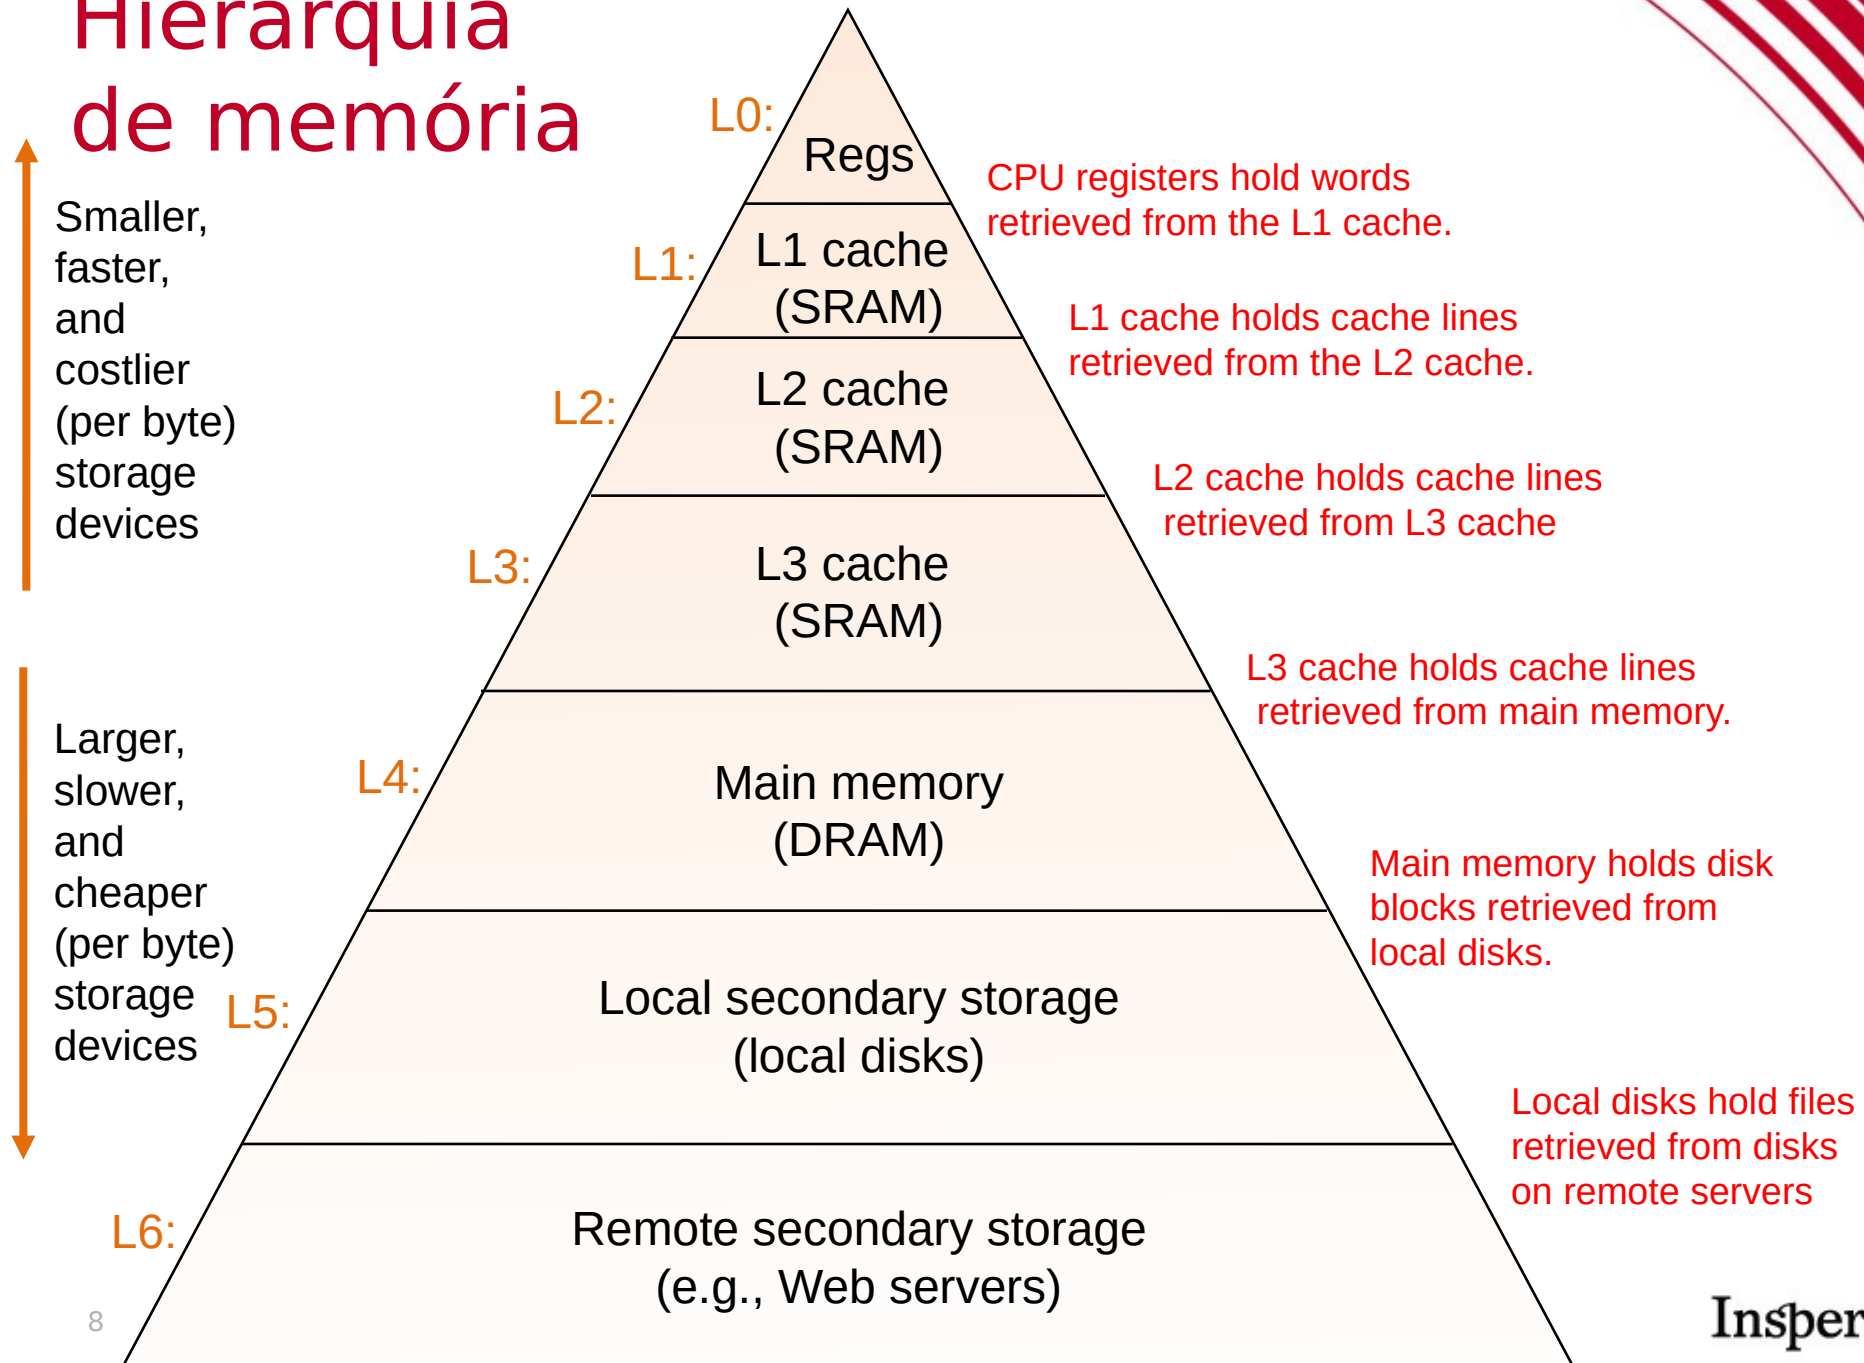 Hierarquia
de memória
L0:
Regs
CPU registers hold words
retrieved from the L1 cache.
Smaller,
faster,
and
costlier
(per byte)
storage
devices
L1:
L1 cache
(SRAM)
L1 cache holds cache lines
retrieved from the L2 cache.
L2:
L2 cache
(SRAM)
L2 cache holds cache lines
retrieved from L3 cache
L3:
L3 cache
(SRAM)
L3 cache holds cache lines
retrieved from main memory.
Larger,
slower,
and
cheaper
(per byte)
storage
devices
L4:
Main memory
(DRAM)
Main memory holds disk
blocks retrieved from
local disks.
L5:
Local secondary storage
(local disks)
Local disks hold files
retrieved from disks
on remote servers
L6:
Remote secondary storage
(e.g., Web servers)
8
Insper